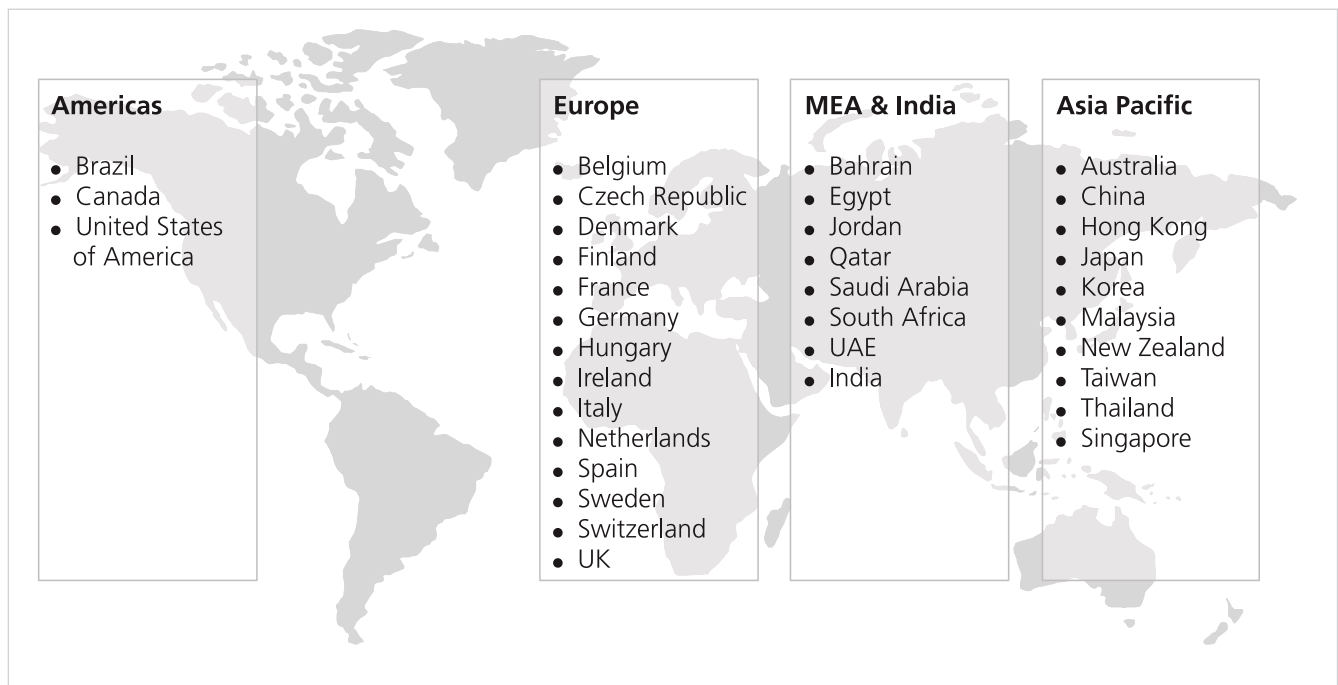 Americas
• Brazil
• Canada
• United States
of America
Europe
• Belgium
• Czech Republic
• Denmark
• Finland
• France
• Germany
• Hungary
• Ireland
• Italy
• Netherlands
• Spain
• Sweden
• Switzerland
• UK
MEA & India
• Bahrain
• Egypt
• Jordan
• Qatar
• Saudi Arabia
• South Africa
• UAE
• India
Asia Pacific
• Australia
• China
• Hong Kong
• Japan
• Korea
• Malaysia
• New Zealand
• Taiwan
• Thailand
• Singapore